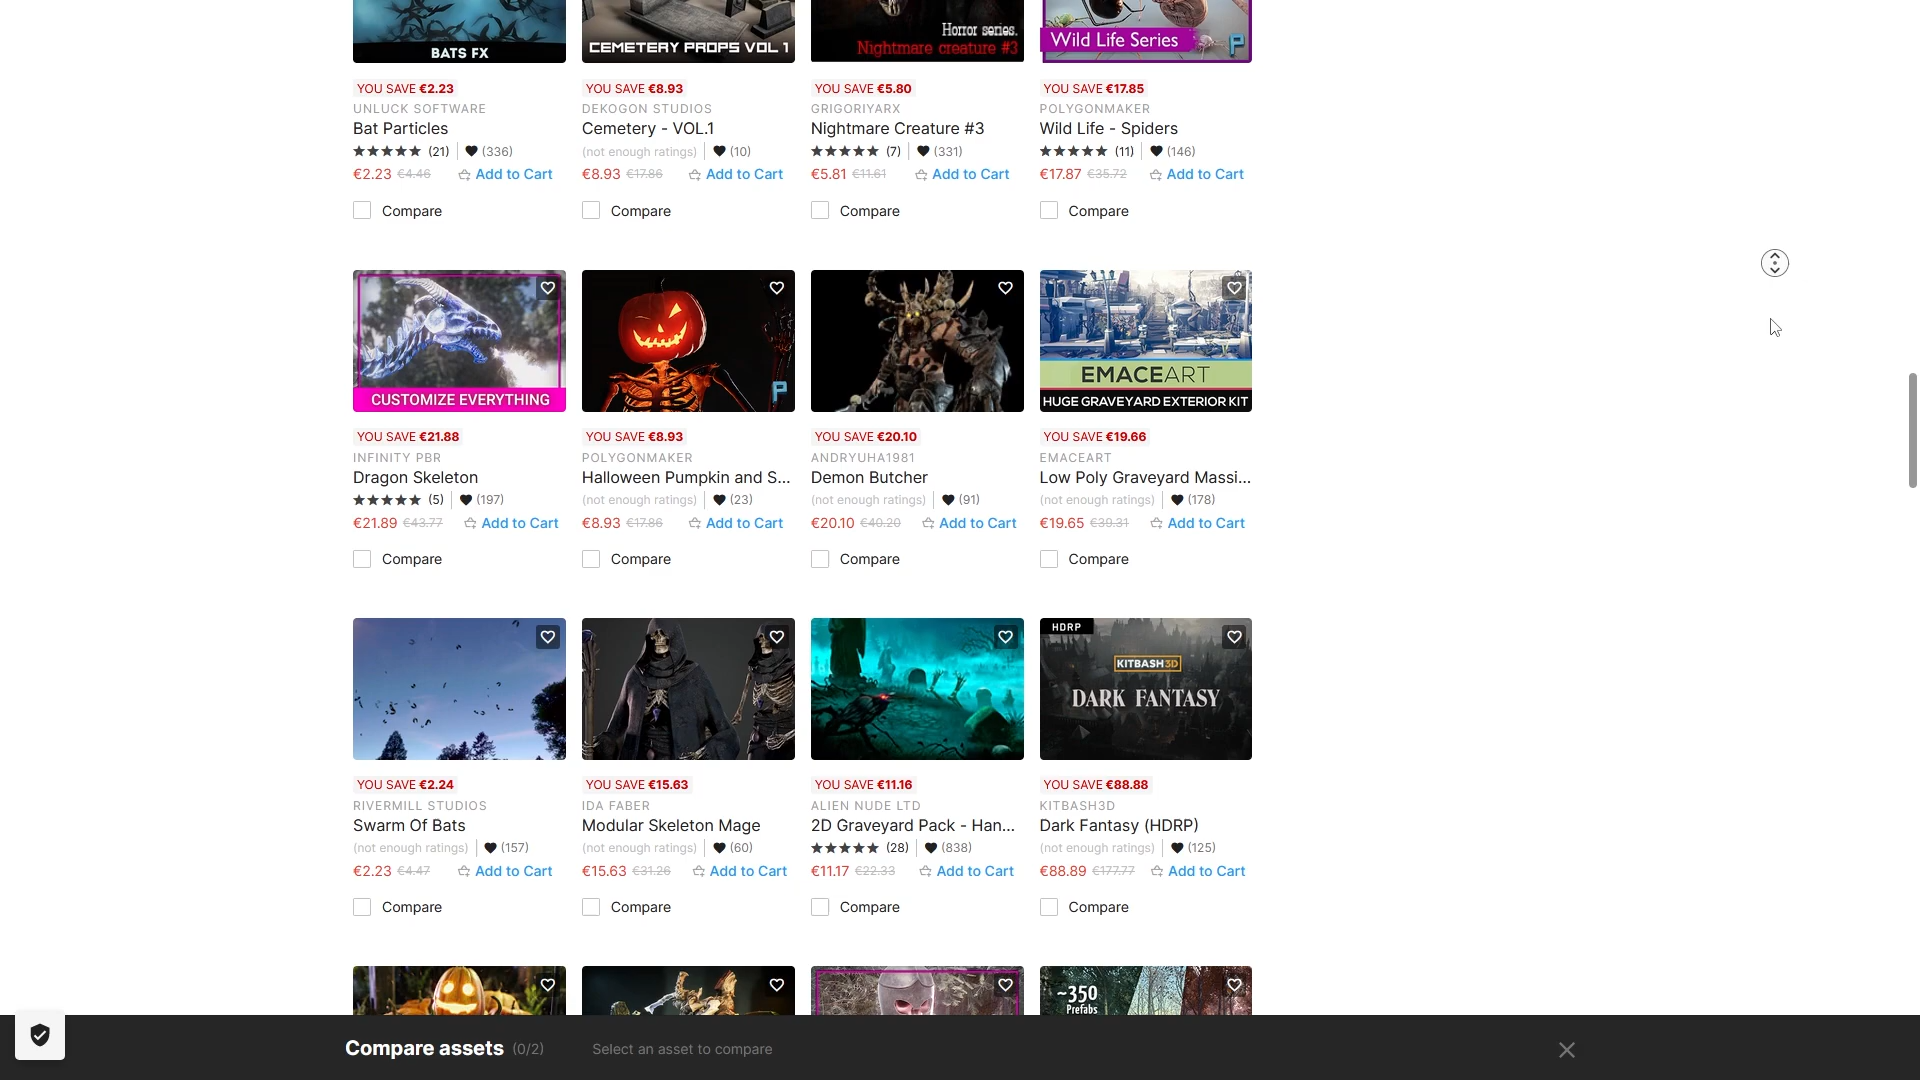 BATS FX
CEMETERY PROPS VOL 1
Horror series.
Nightmare creature #3
Wild Life Series
YOU SAVE €2.23
UNLUCK SOFTWARE
Bat Particles
(21) (336)
€2.23 €4.46 Add to Cart
Compare
YOU SAVE €8.93
DEKOGON STUDIOS
Cemetery - VOL.1
(not enough ratings) (10)
€8.93 €17.86 Add to Cart
Compare
YOU SAVE €5.80
GRIGORIYARX
Nightmare Creature #3
(7) (331)
€5.81 €11.61 Add to Cart
Compare
YOU SAVE €17.85
POLYGONMAKER
Wild Life - Spiders
(11) (146)
€17.87 €35.72 Add to Cart
Compare
CUSTOMIZE EVERYTHING
YOU SAVE €21.88
INFINITY PBR
Dragon Skeleton
(5) (197)
€21.89 €43.77 Add to Cart
Compare
P
YOU SAVE €8.93
POLYGONMAKER
Halloween Pumpkin and S...
(not enough ratings) (23)
€8.93 €17.86 Add to Cart
Compare
YOU SAVE €20.10
ANDRYUHA1981
Demon Butcher
(not enough ratings) (91)
€20.10 €40.20 Add to Cart
Compare
EMACEART
HUGE GRAVEYARD EXTERIOR KIT
YOU SAVE €19.66
EMACEART
Low Poly Graveyard Massi...
(not enough ratings) (178)
€19.65 €39.31 Add to Cart
Compare
YOU SAVE €2.24
RIVERMILL STUDIOS
Swarm Of Bats
(not enough ratings) (157)
€2.23 €4.47 Add to Cart
Compare
YOU SAVE €15.63
IDA FABER
Modular Skeleton Mage
(not enough ratings) (60)
€15.63 €31.26 Add to Cart
Compare
YOU SAVE €11.16
ALIEN NUDE LTD
2D Graveyard Pack - Han...
(28) (838)
€11.17 €22.33 Add to Cart
Compare
HDRP
KITBASH3D
DARK FANTASY
YOU SAVE €88.88
KITBASH3D
Dark Fantasy (HDRP)
(not enough ratings) (125)
€88.89 €177.77 Add to Cart
Compare
~350
Prefabs
Compare assets (0/2) Select an asset to compare